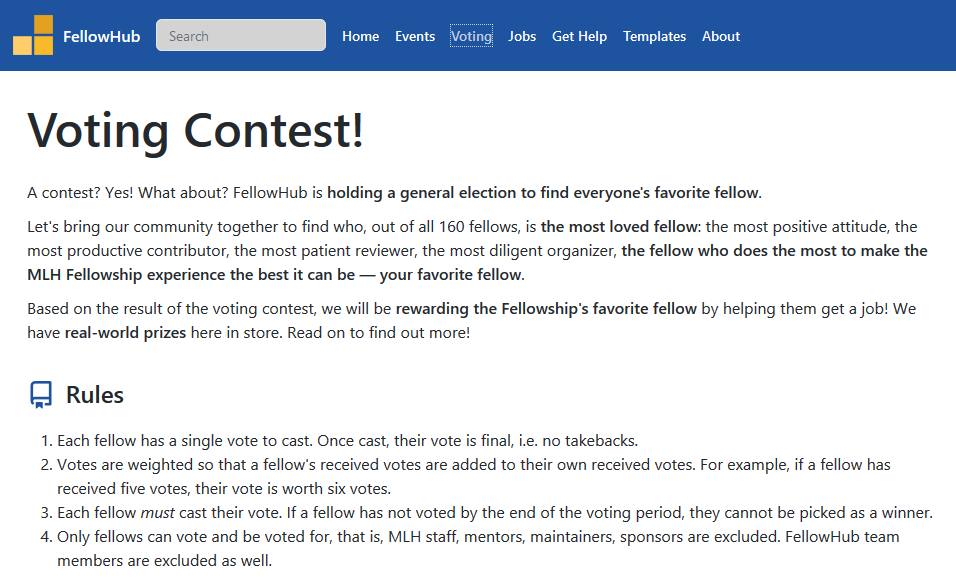 FellowHub Search Home Events Voting Jobs Get Help Templates About
Voting Contest!
A contest? Yes! What about? FellowHub is holding a general election to find everyone's favorite fellow.
Let's bring our community together to find who, out of all 160 fellows, is the most loved fellow: the most positive attitude, the
most productive contributor, the most patient reviewer, the most diligent organizer, the fellow who does the most to make the
MLH Fellowship experience the best it can be — your favorite fellow.
Based on the result of the voting contest, we will be rewarding the Fellowship's favorite fellow by helping them get a job! We
have real-world prizes here in store. Read on to find out more!
Rules
1. Each fellow has a single vote to cast. Once cast, their vote is final, i.e. no takebacks.
2. Votes are weighted so that a fellow's received votes are added to their own received votes. For example, if a fellow has
received five votes, their vote is worth six votes.
3. Each fellow must cast their vote. If a fellow has not voted by the end of the voting period, they cannot be picked as a winner.
4. Only fellows can vote and be voted for, that is, MLH staff, mentors, maintainers, sponsors are excluded. FellowHub team
members are excluded as well.